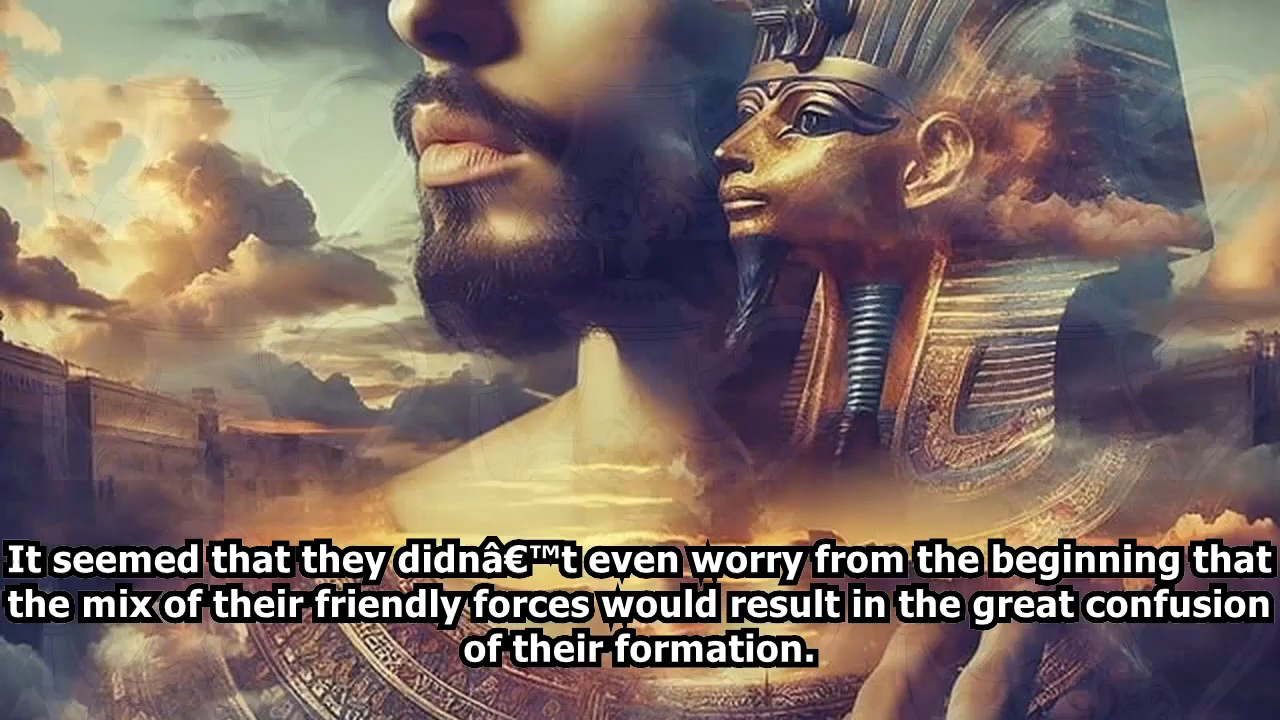 It seemed that they didnâ€™t even worry from the beginning that
the mix of their friendly forces would result in the great confusion
of their formation.